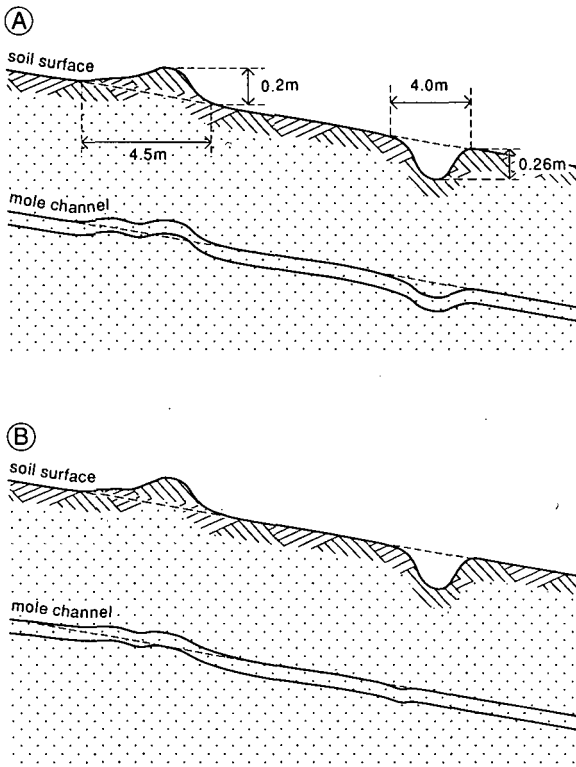 A
soil surface
0.2m
4.0m
4.5m
0.26m
mole channel
B
soil surface
mole channel